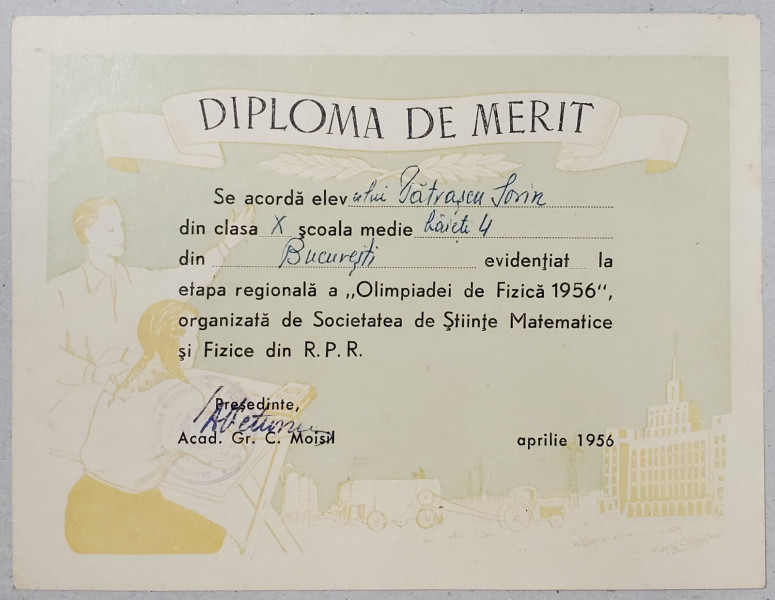 DIPLOMA DE MERIT
Se acordă elevului Pătrașcu Sorin
din clasa X școala medie băieți 4
din București evidențiat la
etapa regională a „Olimpiadei de Fizică 1956“,
organizată de Societatea de Științe Matematice
și Fizice din R.P.R.
Președinte,
Acad. Gr. C. Moisil
aprilie 1956